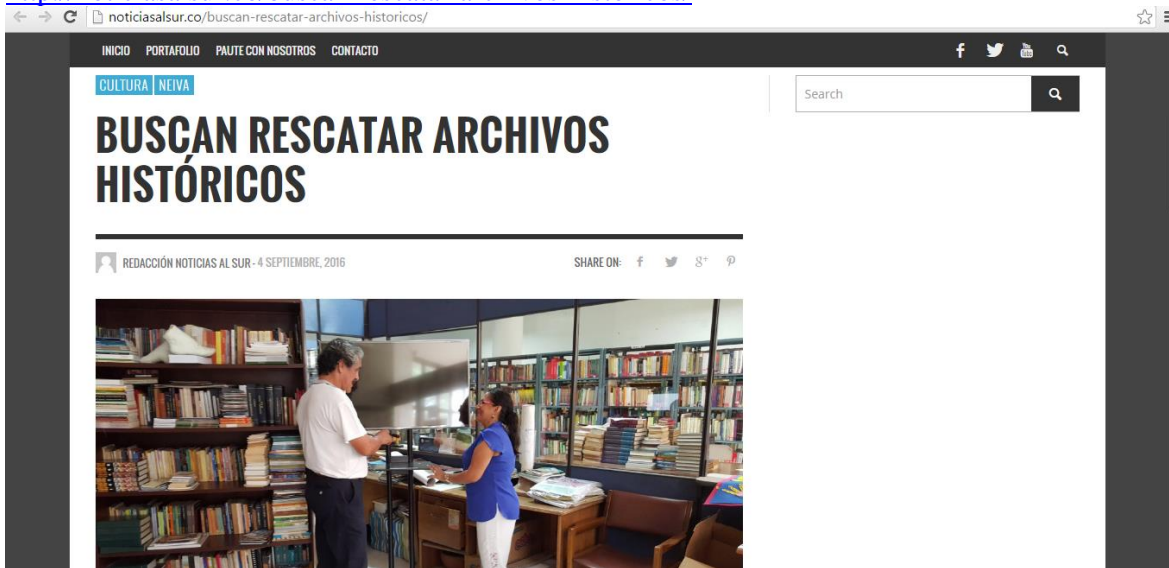 noticiasalsur.co/buscan-rescatar-archivos-historicos/
INICIO PORTAFOLIO PAUTE CON NOSOTROS CONTACTO
CULTURA NEIVA
Search
BUSCAN RESCATAR ARCHIVOS
HISTÓRICOS
REDACCIÓN NOTICIAS AL SUR - 4 SEPTIEMBRE, 2016 SHARE ON: